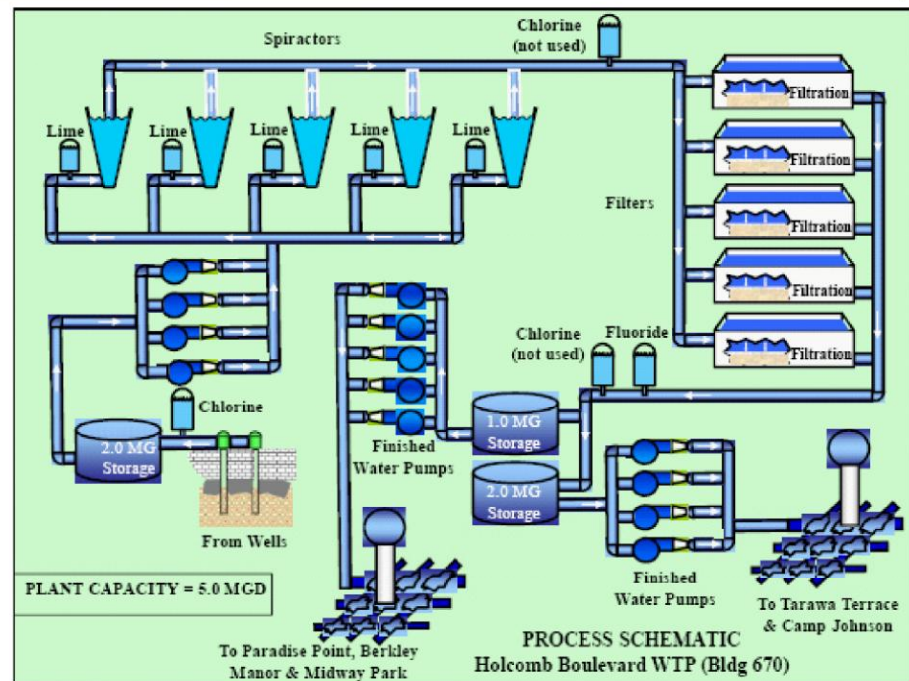 Spiractors
Chlorine
(not used)
Lime
Lime
Lime
Lime
Lime
Filtration
Filtration
Filtration
Filtration
Filtration
Filters
Chlorine
2.0 MG
Storage
From Wells
Chlorine
(not used)
Fluoride
1.0 MG
Storage
2.0 MG
Storage
Finished
Water Pumps
Finished
Water Pumps
PLANT CAPACITY = 5.0 MGD
To Paradise Point, Berkley
Manor & Midway Park
To Tarawa Terrace
& Camp Johnson
PROCESS SCHEMATIC
Holcomb Boulevard WTP (Bldg 670)